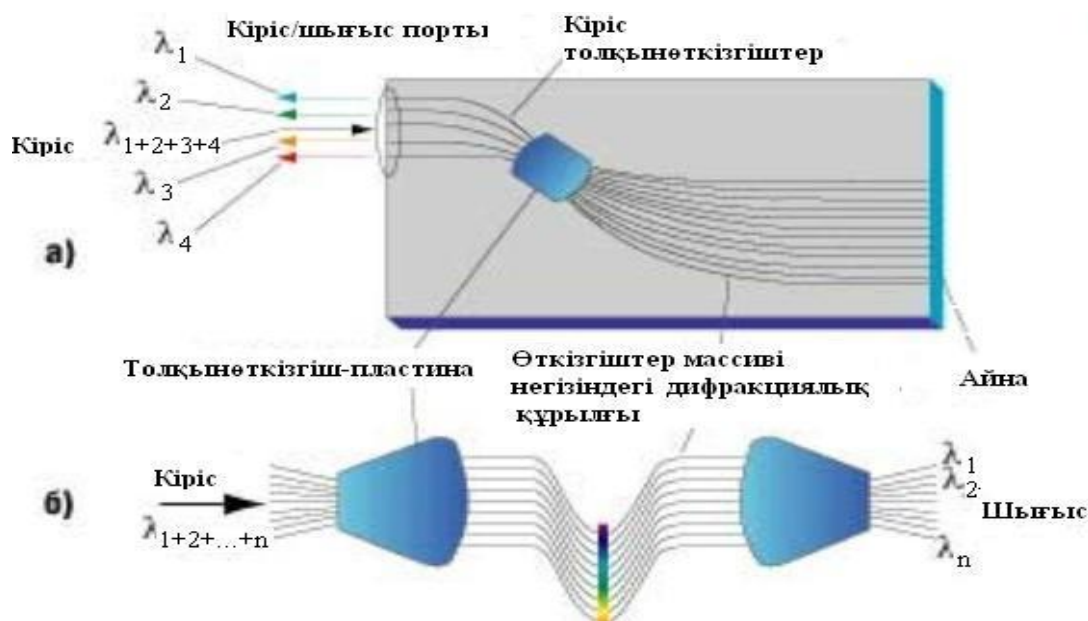 Кіріс/шығыс порты
Кіріс
толқынөткізгіштер
λ1
λ2
λ1+2+3+4
Кіріс
λ3
λ4
а)
Толқынөткізгіш-пластина
Өткізгіштер массиві
негізіндегі дифракциялық
құрылғы
Айна
б)
Кіріс
λ1+2+...+n
λ1
λ2.
Шығыс
λn